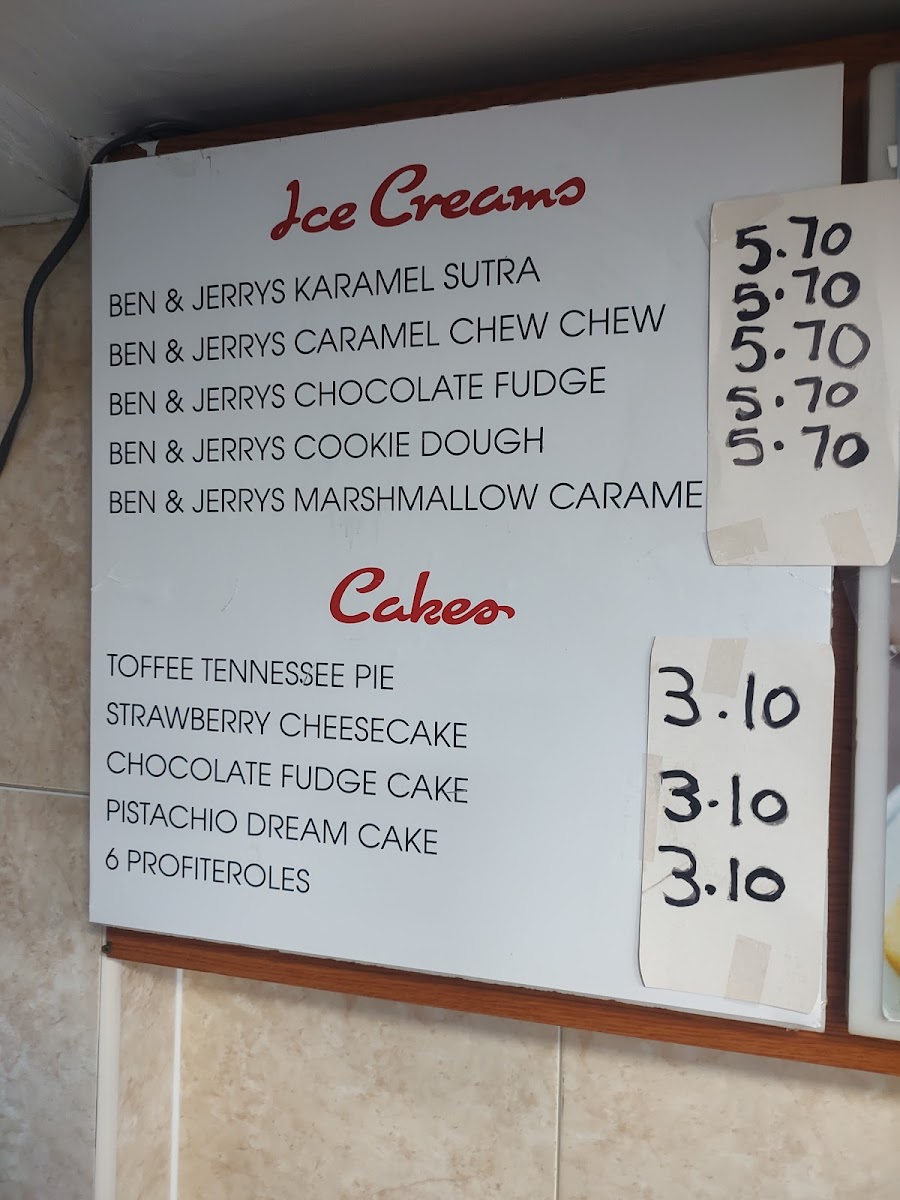 Ice Creams
BEN & JERRYS KARAMEL SUTRA 5.70
BEN & JERRYS CARAMEL CHEW CHEW 5.70
BEN & JERRYS CHOCOLATE FUDGE 5.70
BEN & JERRYS COOKIE DOUGH 5.70
BEN & JERRYS MARSHMALLOW CARAME 5.70
Cakes
TOFFEE TENNESSEE PIE 3.10
STRAWBERRY CHEESECAKE
CHOCOLATE FUDGE CAKE 3.10
PISTACHIO DREAM CAKE
6 PROFITEROLES 3.10